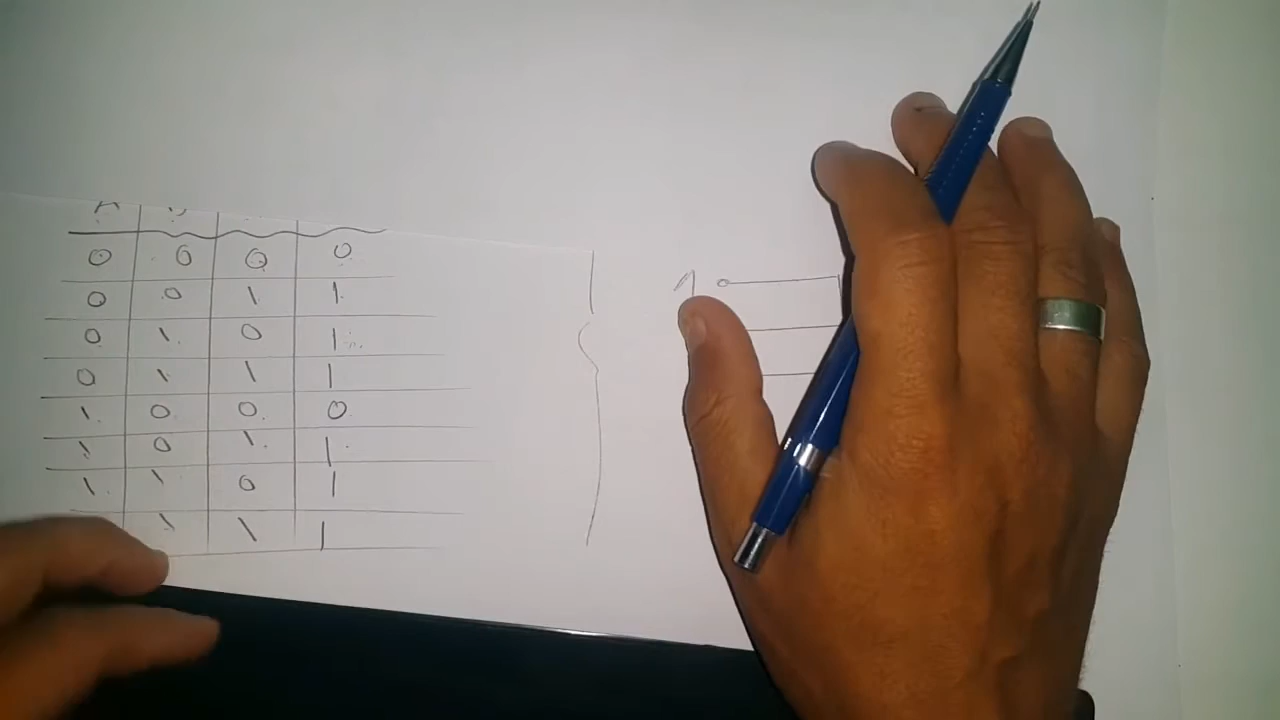 0 0 0 0
0 0 1 1
0 1 0 1
0 1 1 1
1 0 0 0
1 0 1 1
1 1 0 1
1 1 1